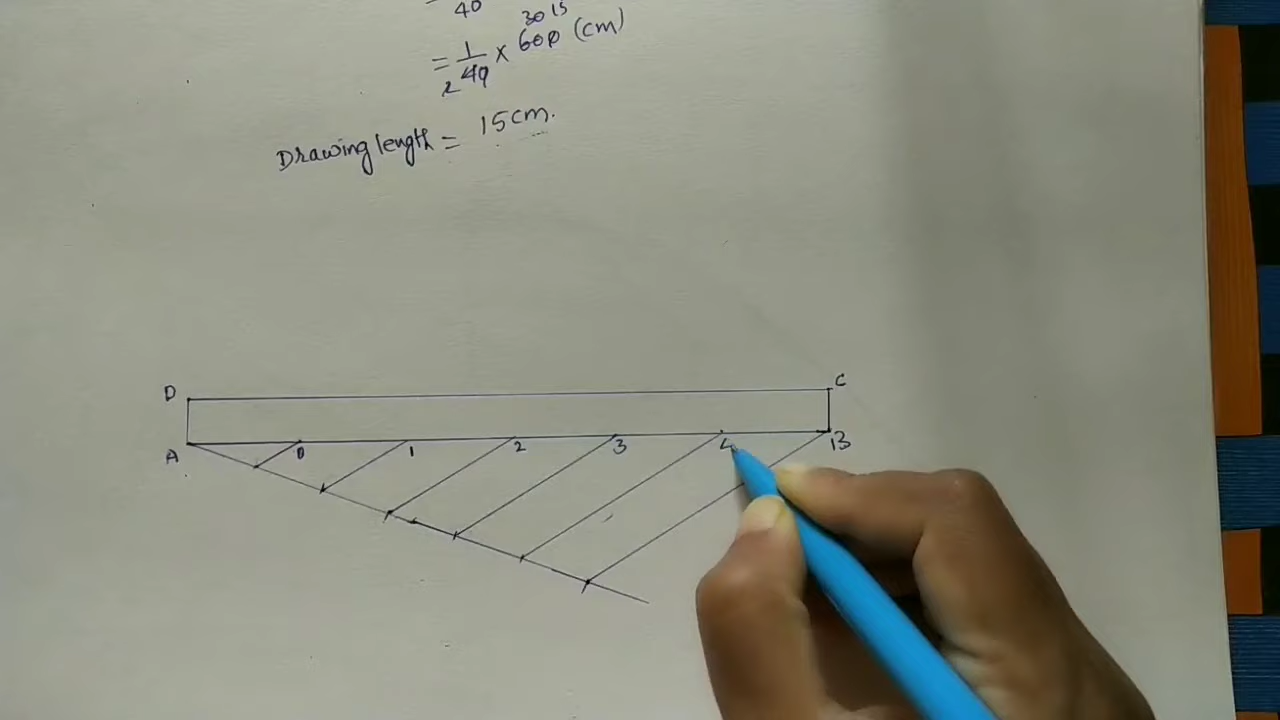 40
30 15
= 1/40 x 600 (cm)
2
Drawing length = 15cm.
D C
A 0 1 2 3 4 B